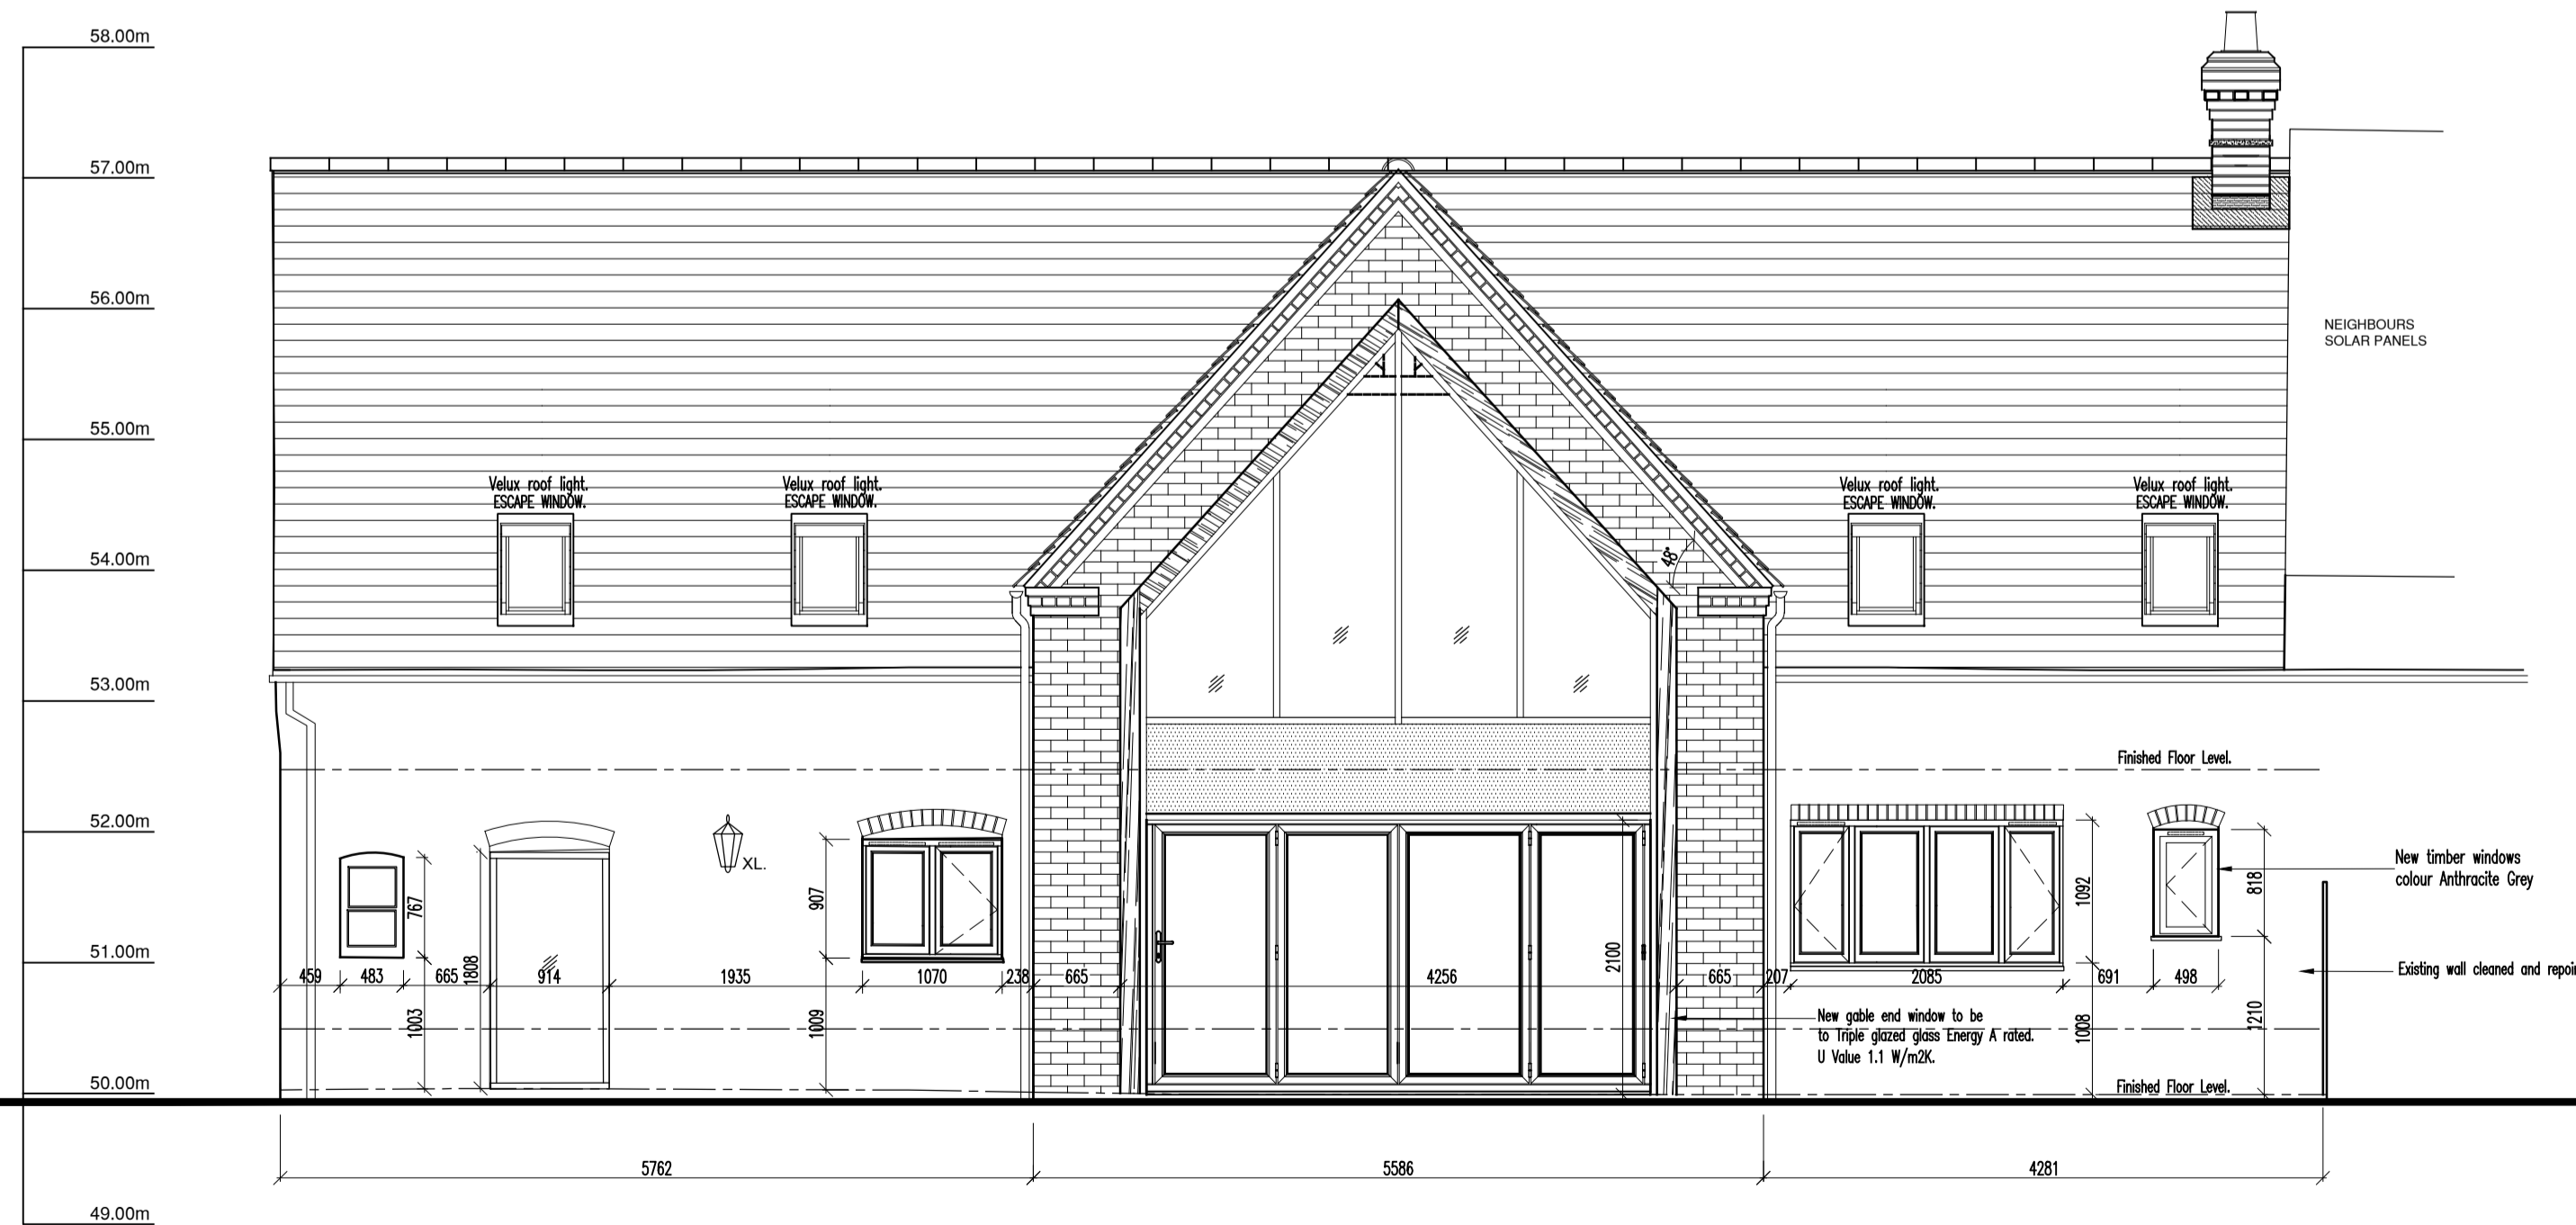 58.00m
57.00m
56.00m
55.00m
54.00m
53.00m
52.00m
51.00m
50.00m
49.00m
NEIGHBOURS
SOLAR PANELS
Velux roof light.
ESCAPE WINDOW.
Velux roof light.
ESCAPE WINDOW.
Velux roof light.
ESCAPE WINDOW.
Velux roof light.
ESCAPE WINDOW.
48°
Finished Floor Level.
XL.
New timber windows
colour Anthracite Grey
767
1808
907
2100
1092
818
459
483
665
914
1935
1070
238
665
4256
665
207
2085
691
498
Existing wall cleaned and repoi
1003
1009
1008
1210
New gable end window to be
to Triple glazed glass Energy A rated.
U Value 1.1 W/m2K.
Finished Floor Level.
5762
5586
4281